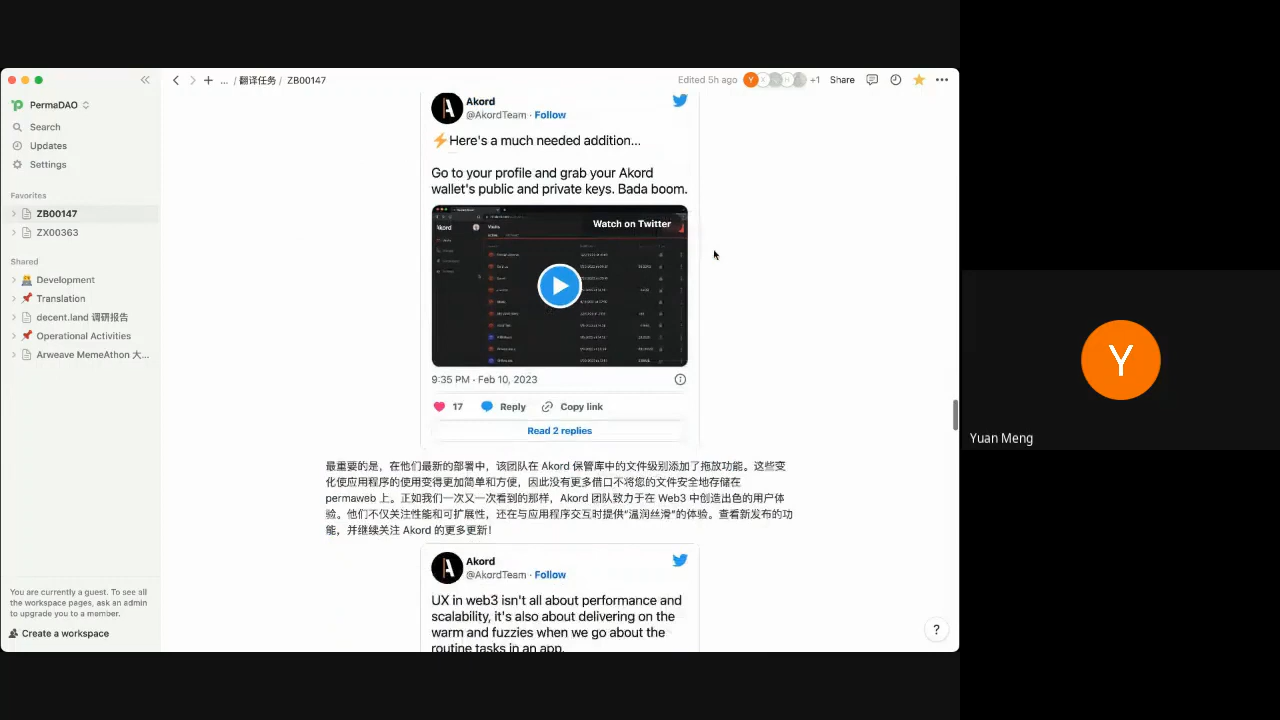 ... / 翻译任务 / ZB00147
Edited 5h ago
Y
+1
Share
PermaDAO
Search
Updates
Settings
Favorites
ZB00147
ZX00363
Shared
Development
Translation
decent.land 调研报告
Operational Activities
Arweave MemeAthon 大...
You are currently a guest. To see all
the workspace pages, ask an admin
to upgrade you to a member.
Create a workspace
Akord
@AkordTeam · Follow
⚡Here's a much needed addition...
Go to your profile and grab your Akord
wallet's public and private keys. Bada boom.
Watch on Twitter
9:35 PM · Feb 10, 2023
17 Reply Copy link
Read 2 replies
最重要的是，在他们最新的部署中，该团队在 Akord 保管库中的文件级别添加了拖放功能。这些变
化使应用程序的使用变得更加简单和方便，因此没有更多借口不将您的文件安全地存储在
permaweb 上。正如我们一次又一次看到的那样，Akord 团队致力于在 Web3 中创造出色的用户体
验。他们不仅关注性能和可扩展性，还在与应用程序交互时提供“温润丝滑”的体验。查看新发布的功
能，并继续关注 Akord 的更多更新！
Akord
@AkordTeam · Follow
UX in web3 isn't all about performance and
scalability, it's also about delivering on the
warm and fuzzies when we go about the
routine tasks in an app.
?
Y
Yuan Meng